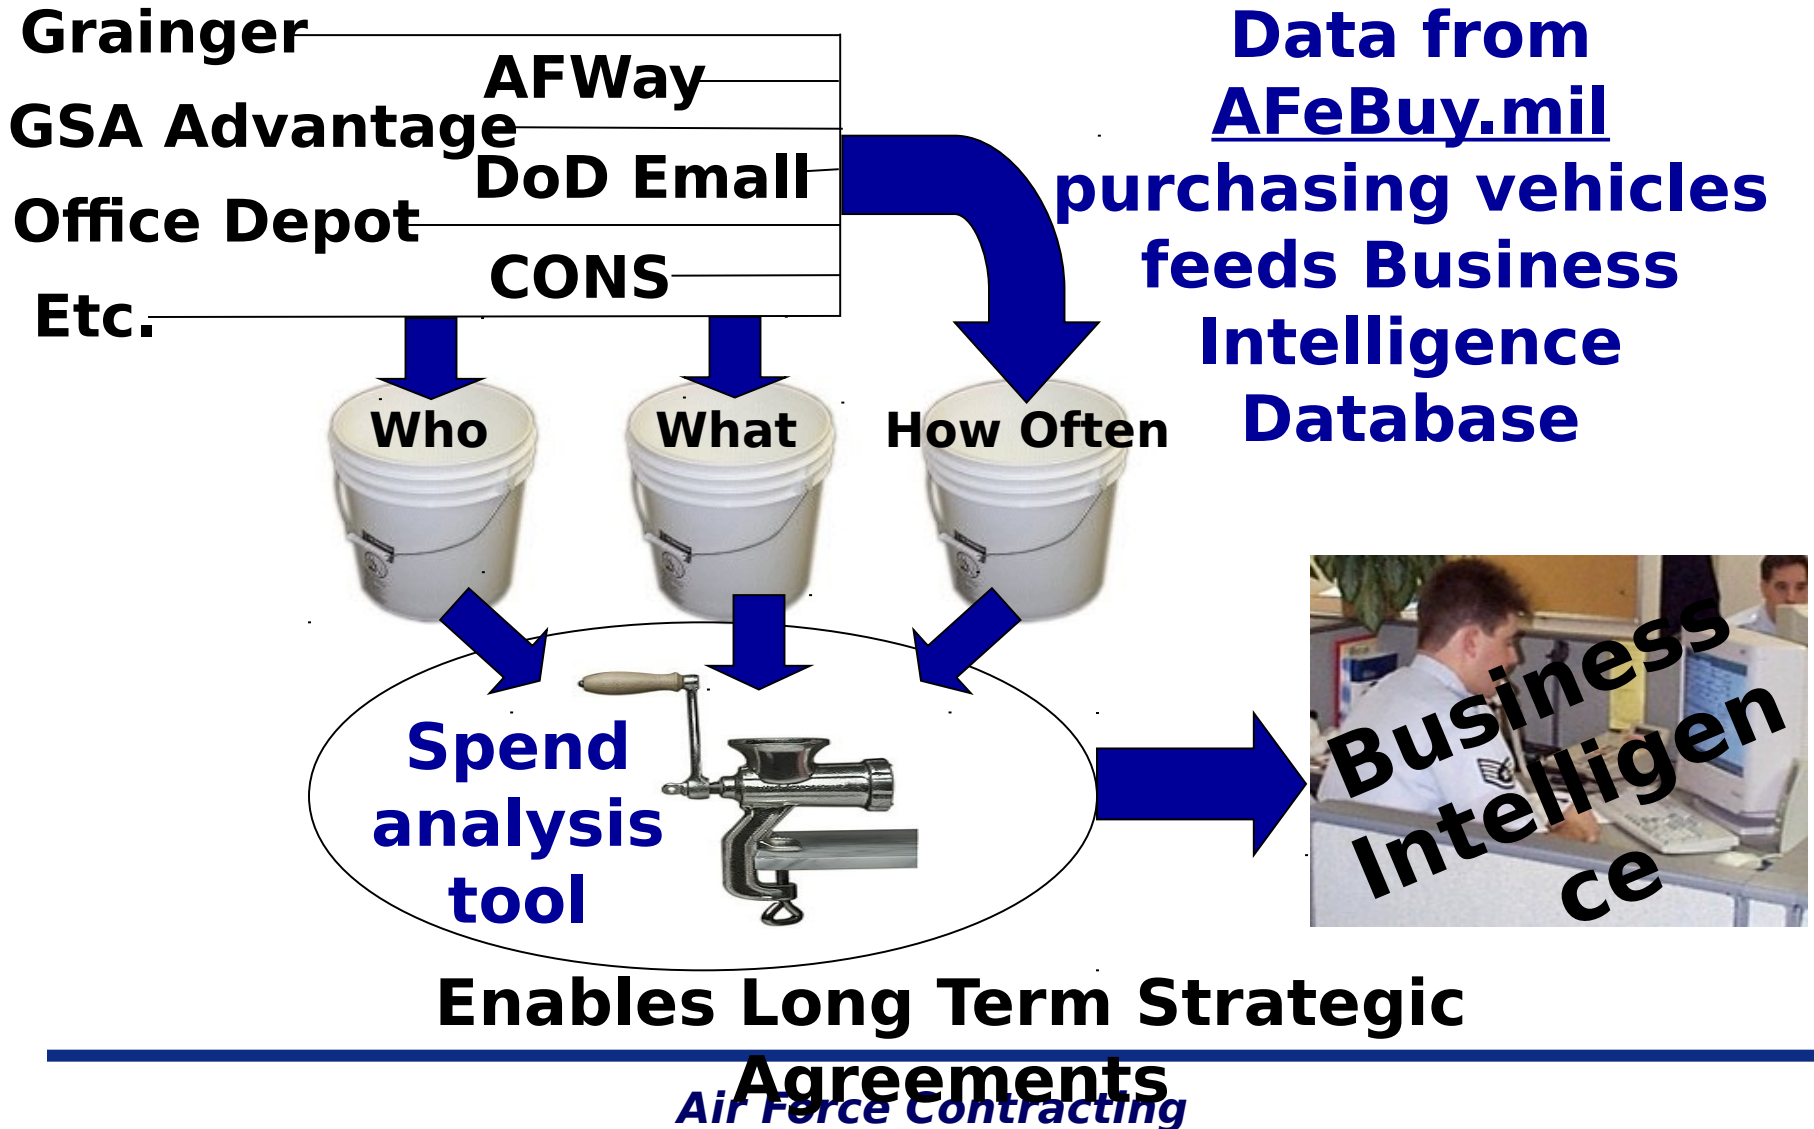 Grainger
AFWay
GSA Advantage
DoD Emall
Office Depot
CONS
Etc.
Data from
AFeBuy.mil
purchasing vehicles
feeds Business
Intelligence
Database
Who
What
How Often
Spend
analysis
tool
Business
Intelligen
ce
Enables Long Term Strategic
Agreements
Air Force Contracting